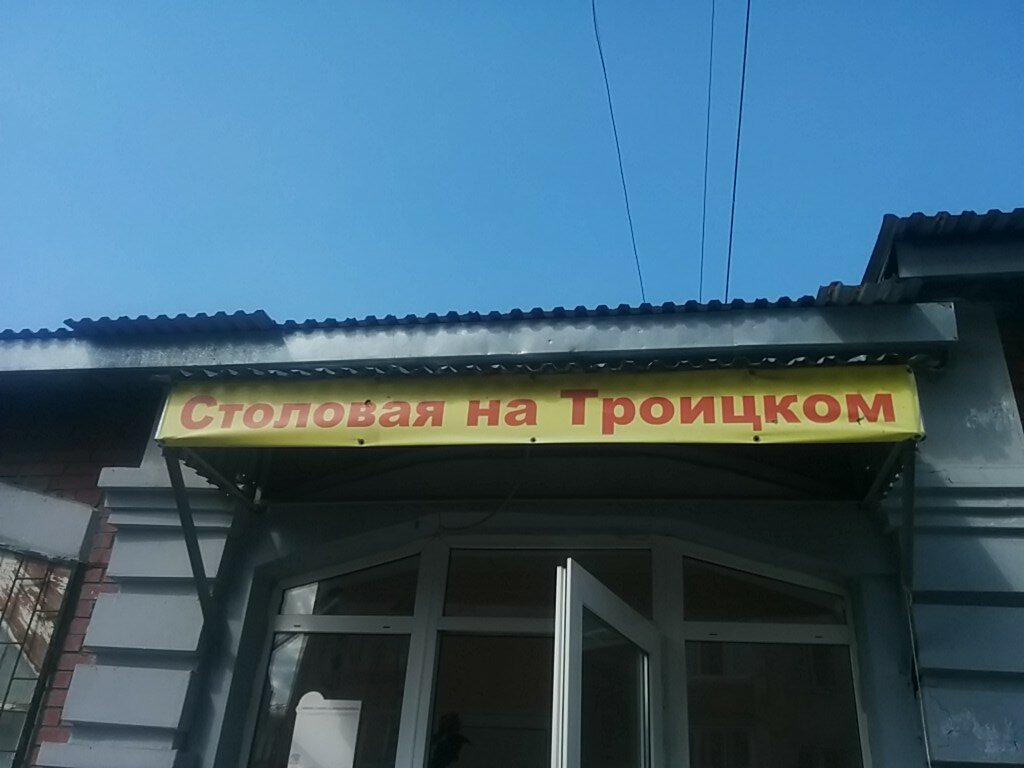 Столовая на Троицком